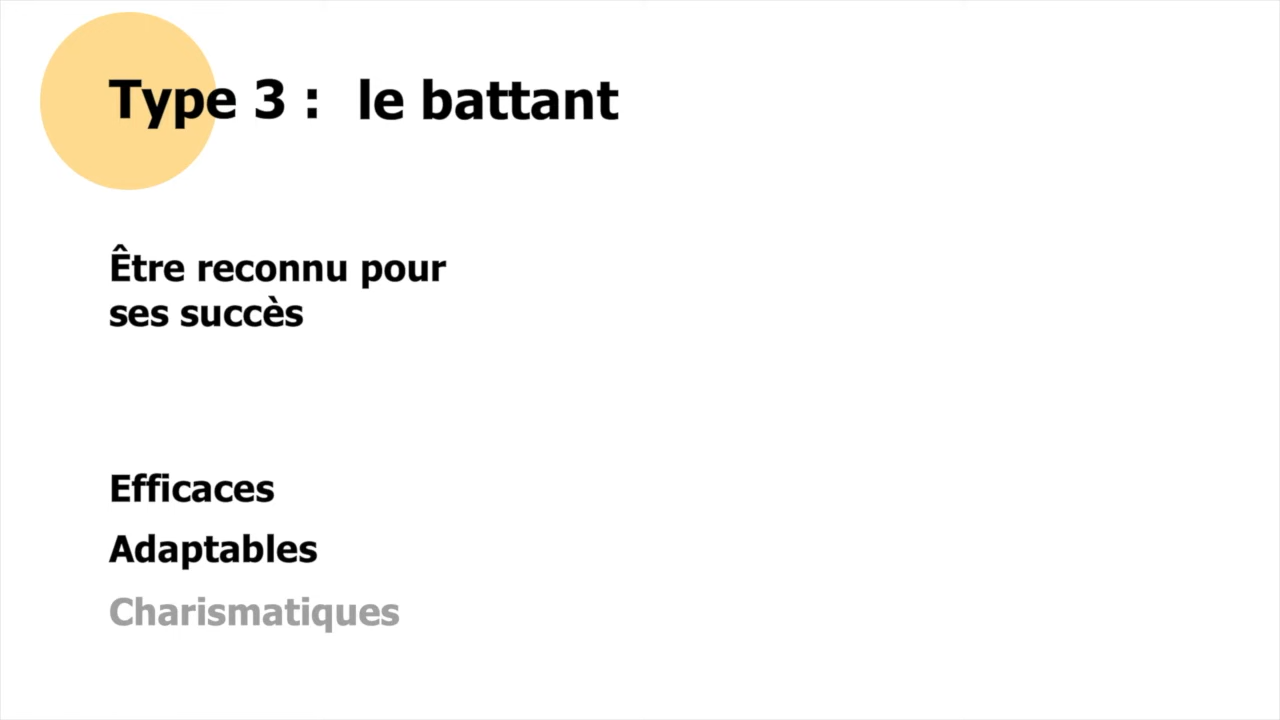 Type 3 : le battant
Être reconnu pour
ses succès
Efficaces
Adaptables
Charismatiques